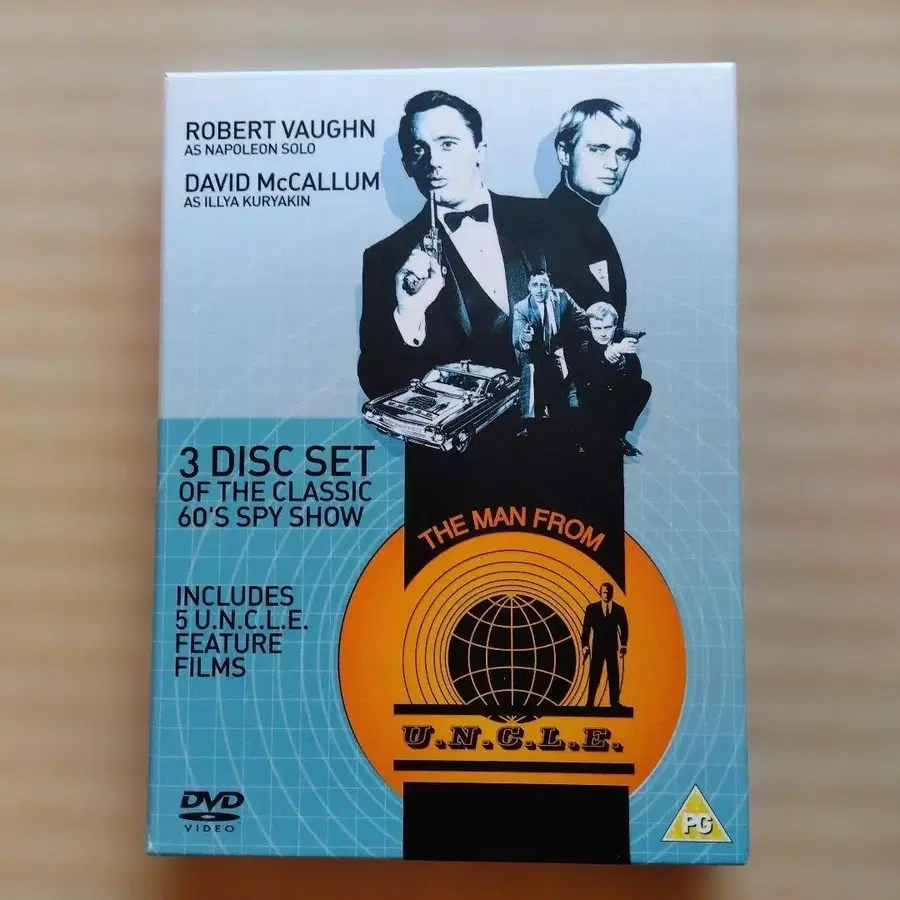 ROBERT VAUGHN
AS NAPOLEON SOLO
DAVID McCALLUM
AS ILLYA KURYAKIN
U.N.C.L.E.
3 DISC SET
OF THE CLASSIC
60'S SPY SHOW
THE MAN FROM
INCLUDES
5 U.N.C.L.E.
FEATURE
FILMS
U.N.C.L.E.
DVD
VIDEO
PG